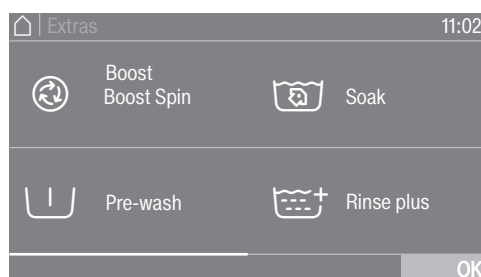 Extras 11:02
Boost
Boost Spin
Soak
Pre-wash
Rinse plus
OK